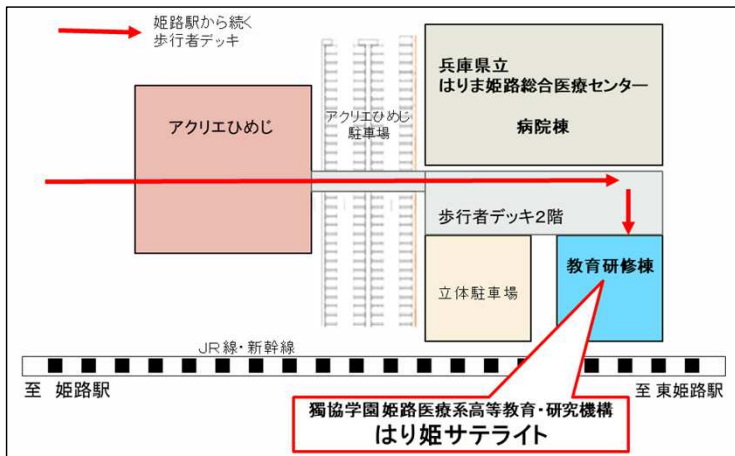 姫路駅から続く
歩行者デッキ
兵庫県立
はりま姫路総合医療センター
病院棟
アクリエひめじ
アクリエひめじ
駐車場
歩行者デッキ2階
立体駐車場
教育研修棟
JR線・新幹線
至 姫路駅
至 東姫路駅
獨協学園姫路医療系高等教育・研究機構
はり姫サテライト